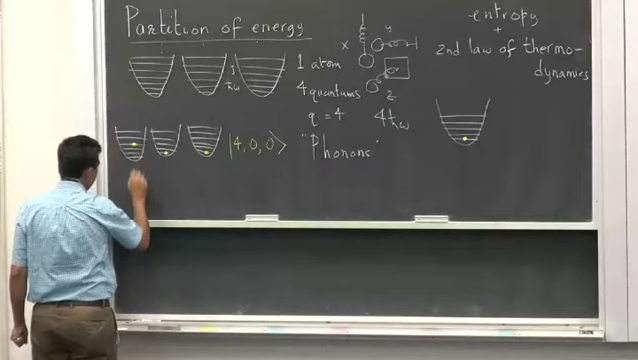 Partition of energy
entropy
+
2nd law of thermo-
dynamics
x
y
z
ħω
1 atom
4 quantums
q = 4
4ħω
|4, 0, 0⟩
"Phonons"